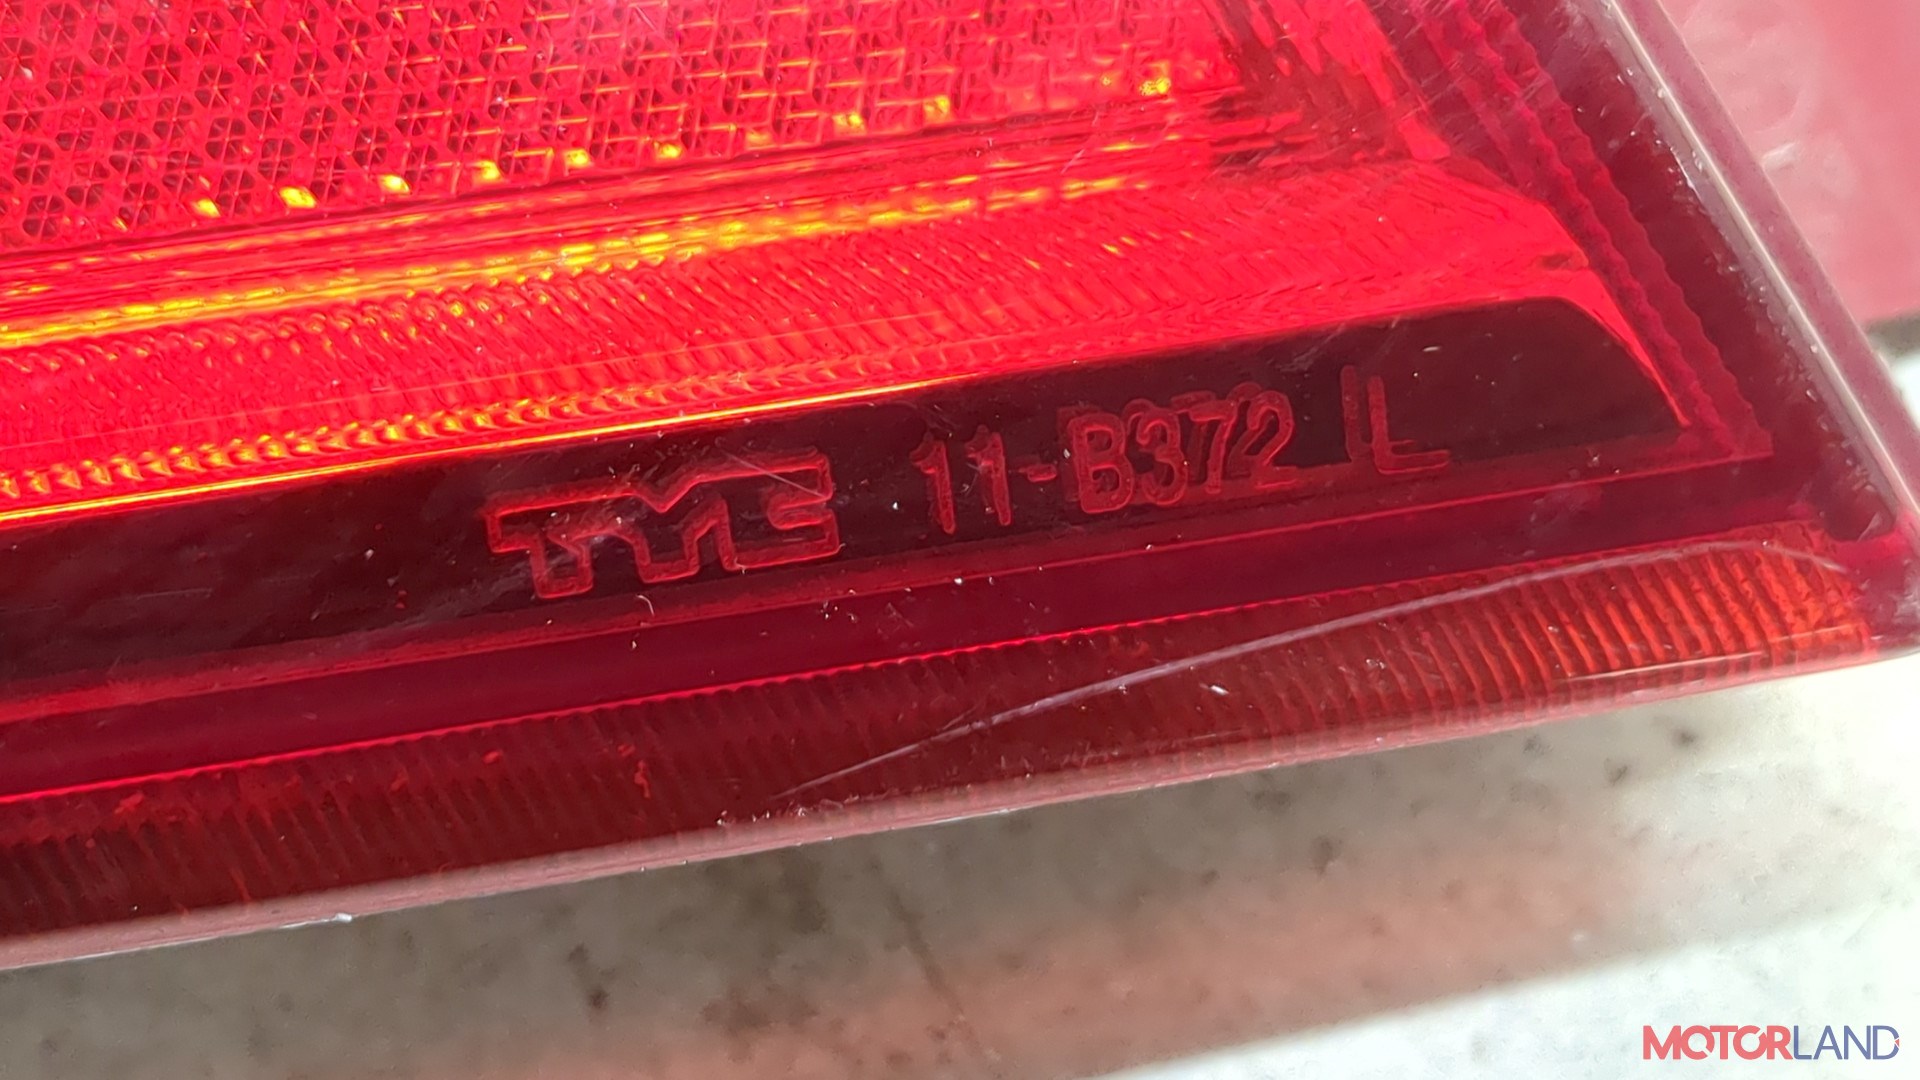 TYC 11-B372 L
MOTORLAND